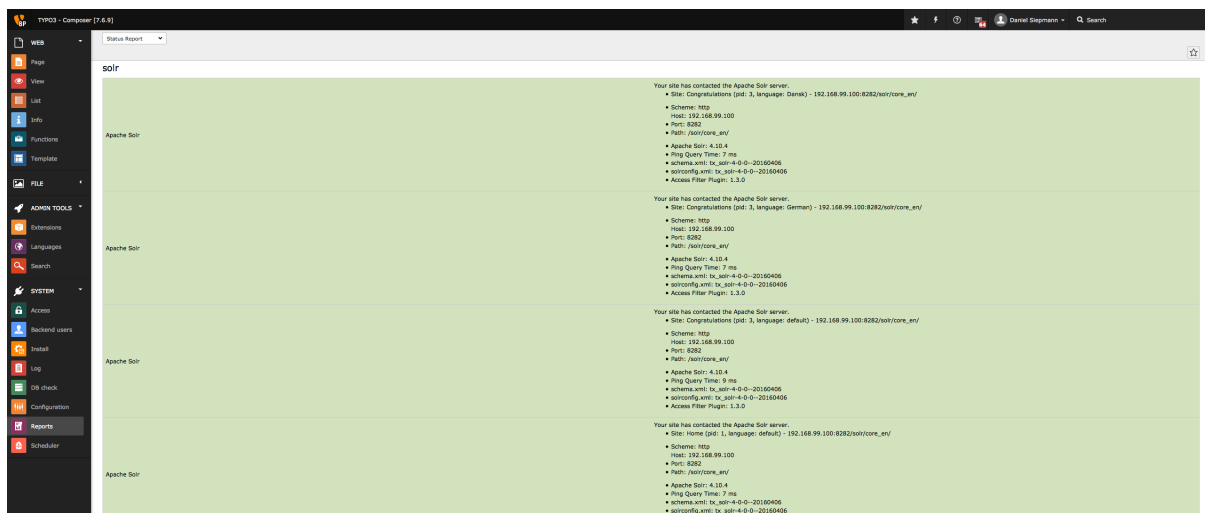 TYPO3 - Composer [7.6.9]
64
Daniel Siepmann
Search
WEB
Page
View
List
Info
Functions
Template
FILE
ADMIN TOOLS
Extensions
Languages
Search
SYSTEM
Access
Backend users
Install
Log
DB check
Configuration
Reports
Scheduler
Status Report
solr
Apache Solr
Your site has contacted the Apache Solr server.
• Site: Congratulations (pid: 3, language: Dansk) - 192.168.99.100:8282/solr/core_en/
• Scheme: http
Host: 192.168.99.100
• Port: 8282
• Path: /solr/core_en/
• Apache Solr: 4.10.4
• Ping Query Time: 7 ms
• schema.xml: tx_solr-4-0-0--20160406
• solrconfig.xml: tx_solr-4-0-0--20160406
• Access Filter Plugin: 1.3.0
Apache Solr
Your site has contacted the Apache Solr server.
• Site: Congratulations (pid: 3, language: German) - 192.168.99.100:8282/solr/core_en/
• Scheme: http
Host: 192.168.99.100
• Port: 8282
• Path: /solr/core_en/
• Apache Solr: 4.10.4
• Ping Query Time: 7 ms
• schema.xml: tx_solr-4-0-0--20160406
• solrconfig.xml: tx_solr-4-0-0--20160406
• Access Filter Plugin: 1.3.0
Apache Solr
Your site has contacted the Apache Solr server.
• Site: Congratulations (pid: 3, language: default) - 192.168.99.100:8282/solr/core_en/
• Scheme: http
Host: 192.168.99.100
• Port: 8282
• Path: /solr/core_en/
• Apache Solr: 4.10.4
• Ping Query Time: 9 ms
• schema.xml: tx_solr-4-0-0--20160406
• solrconfig.xml: tx_solr-4-0-0--20160406
• Access Filter Plugin: 1.3.0
Apache Solr
Your site has contacted the Apache Solr server.
• Site: Home (pid: 1, language: default) - 192.168.99.100:8282/solr/core_en/
• Scheme: http
Host: 192.168.99.100
• Port: 8282
• Path: /solr/core_en/
• Apache Solr: 4.10.4
• Ping Query Time: 7 ms
• schema.xml: tx_solr-4-0-0--20160406
• solrconfig.xml: tx_solr-4-0-0--20160406